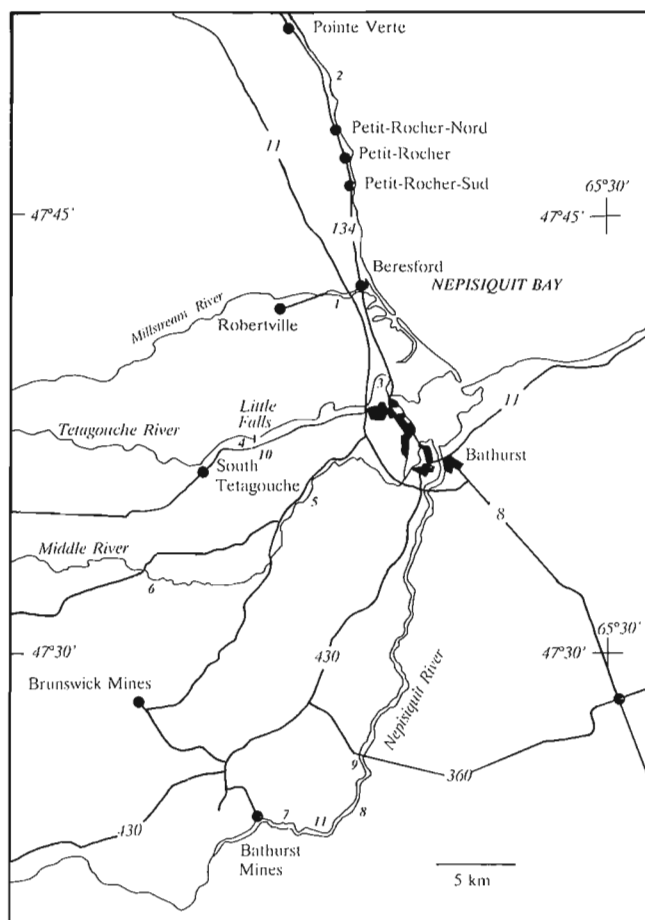 Pointe Verte
2
Petit-Rocher-Nord
11
Petit-Rocher
Petit-Rocher-Sud
65°30'
47°45'
47°45'
134
Beresford
NEPISIQUIT BAY
Millstream River
1
Robertville
3
11
Little
Falls
Tetagouche River
4
10
Bathurst
South
Tetagouche
5
8
Middle River
6
65°30'
47°30'
47°30'
430
Brunswick Mines
Nepisiquit River
9
360
7
11
8
430
Bathurst
Mines
5 km